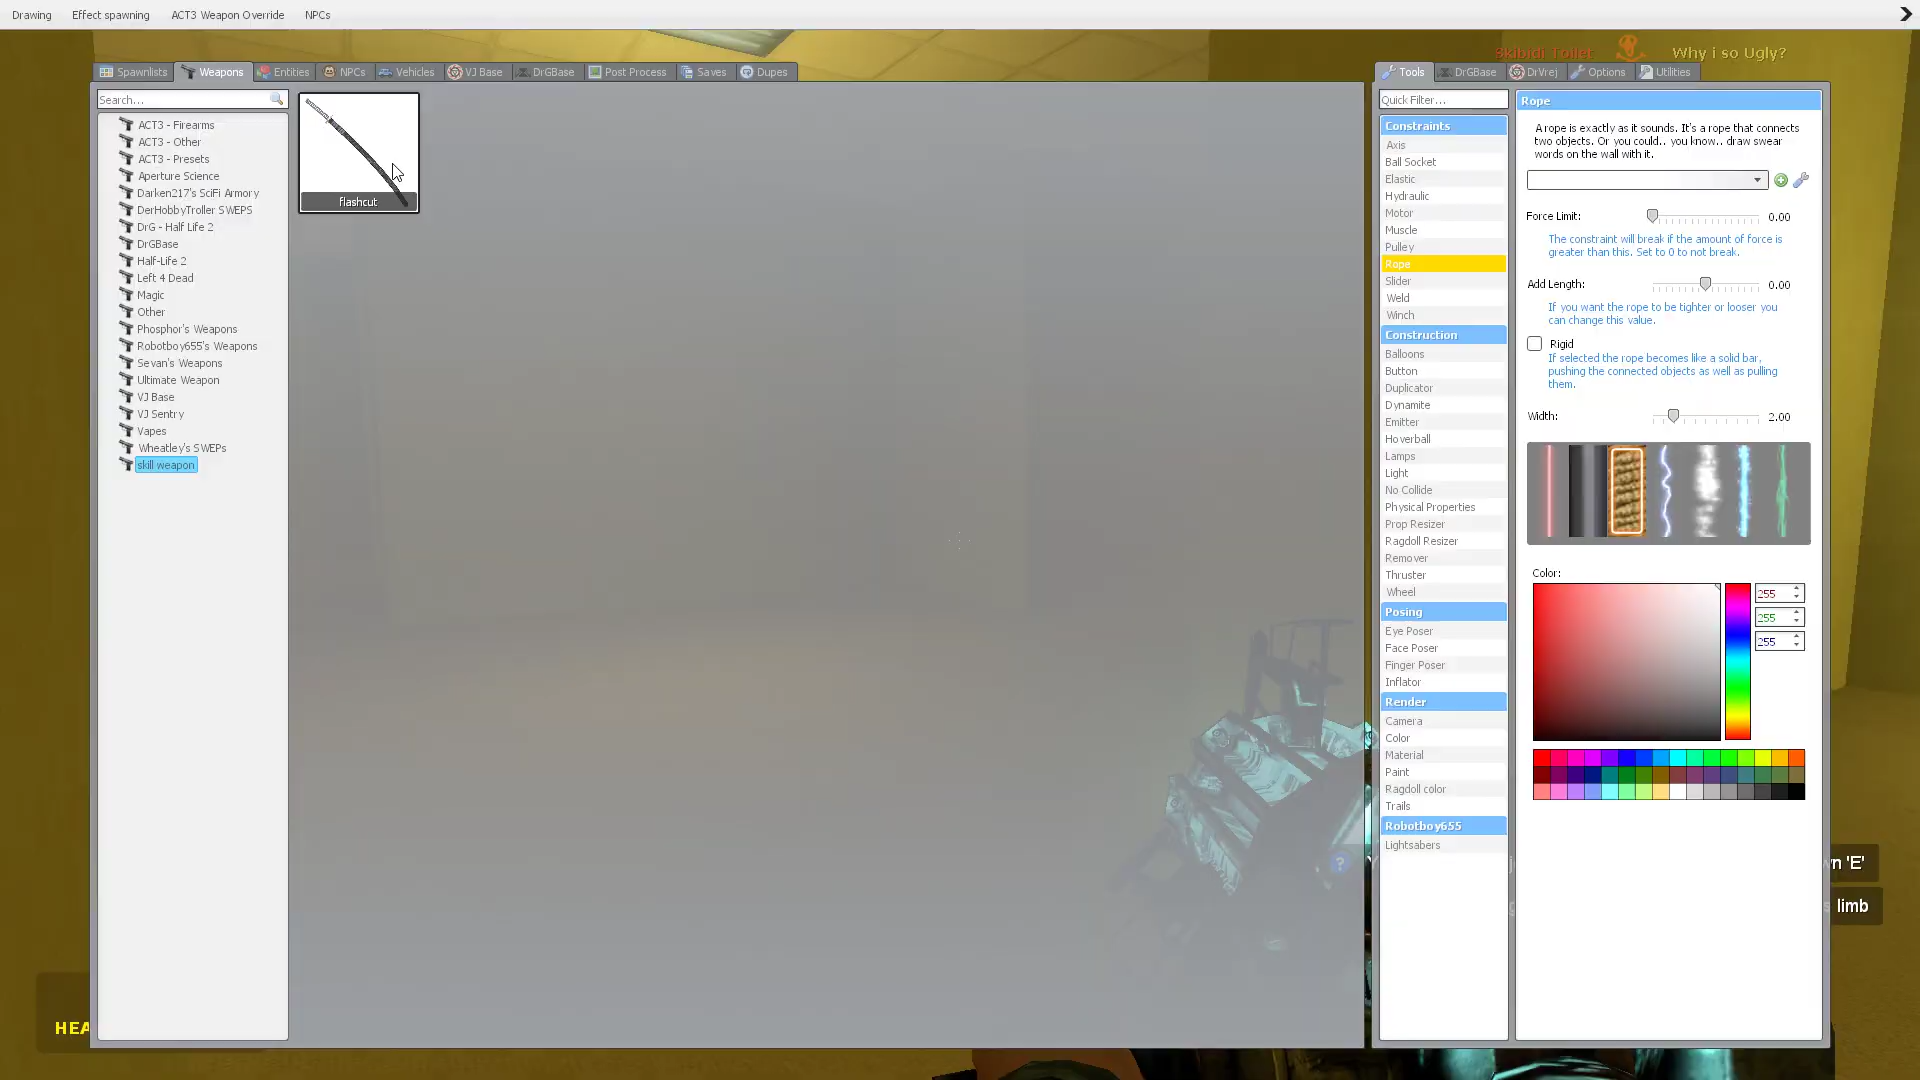 Drawing Effect spawning ACT3 Weapon Override NPCs
Skibidi Toilet Why i so Ugly?
Spawnlists Weapons Entities NPCs Vehicles VJ Base DrGBase Post Process Saves Dupes
Search...
ACT3 - Firearms
ACT3 - Other
ACT3 - Presets
Aperture Science
Darken217's SciFi Armory
DerHobbyTroller SWEPS
DrG - Half Life 2
DrGBase
Half-Life 2
Left 4 Dead
Magic
Other
Phosphor's Weapons
Robotboy655's Weapons
Sevan's Weapons
Ultimate Weapon
VJ Base
VJ Sentry
Vapes
Wheatley's SWEPs
skill weapon
flashcut
Tools DrGBase DrVrej Options Utilities
Quick Filter...
Constraints
Axis
Ball Socket
Elastic
Hydraulic
Motor
Muscle
Pulley
Rope
Slider
Weld
Winch
Construction
Balloons
Button
Duplicator
Dynamite
Emitter
Hoverball
Lamps
Light
No Collide
Physical Properties
Prop Resizer
Ragdoll Resizer
Remover
Thruster
Wheel
Posing
Eye Poser
Face Poser
Finger Poser
Inflator
Render
Camera
Color
Material
Paint
Ragdoll color
Trails
Robotboy655
Lightsabers
Rope
A rope is exactly as it sounds. It's a rope that connects
two objects. Or you could.. you know.. draw swear
words on the wall with it.
Force Limit: 0.00
The constraint will break if the amount of force is
greater than this. Set to 0 to not break.
Add Length: 0.00
If you want the rope to be tighter or looser you
can change this value.
Rigid
If selected the rope becomes like a solid bar,
pushing the connected objects as well as pulling
them.
Width: 2.00
Color:
255
255
255
'E'
limb
HEA